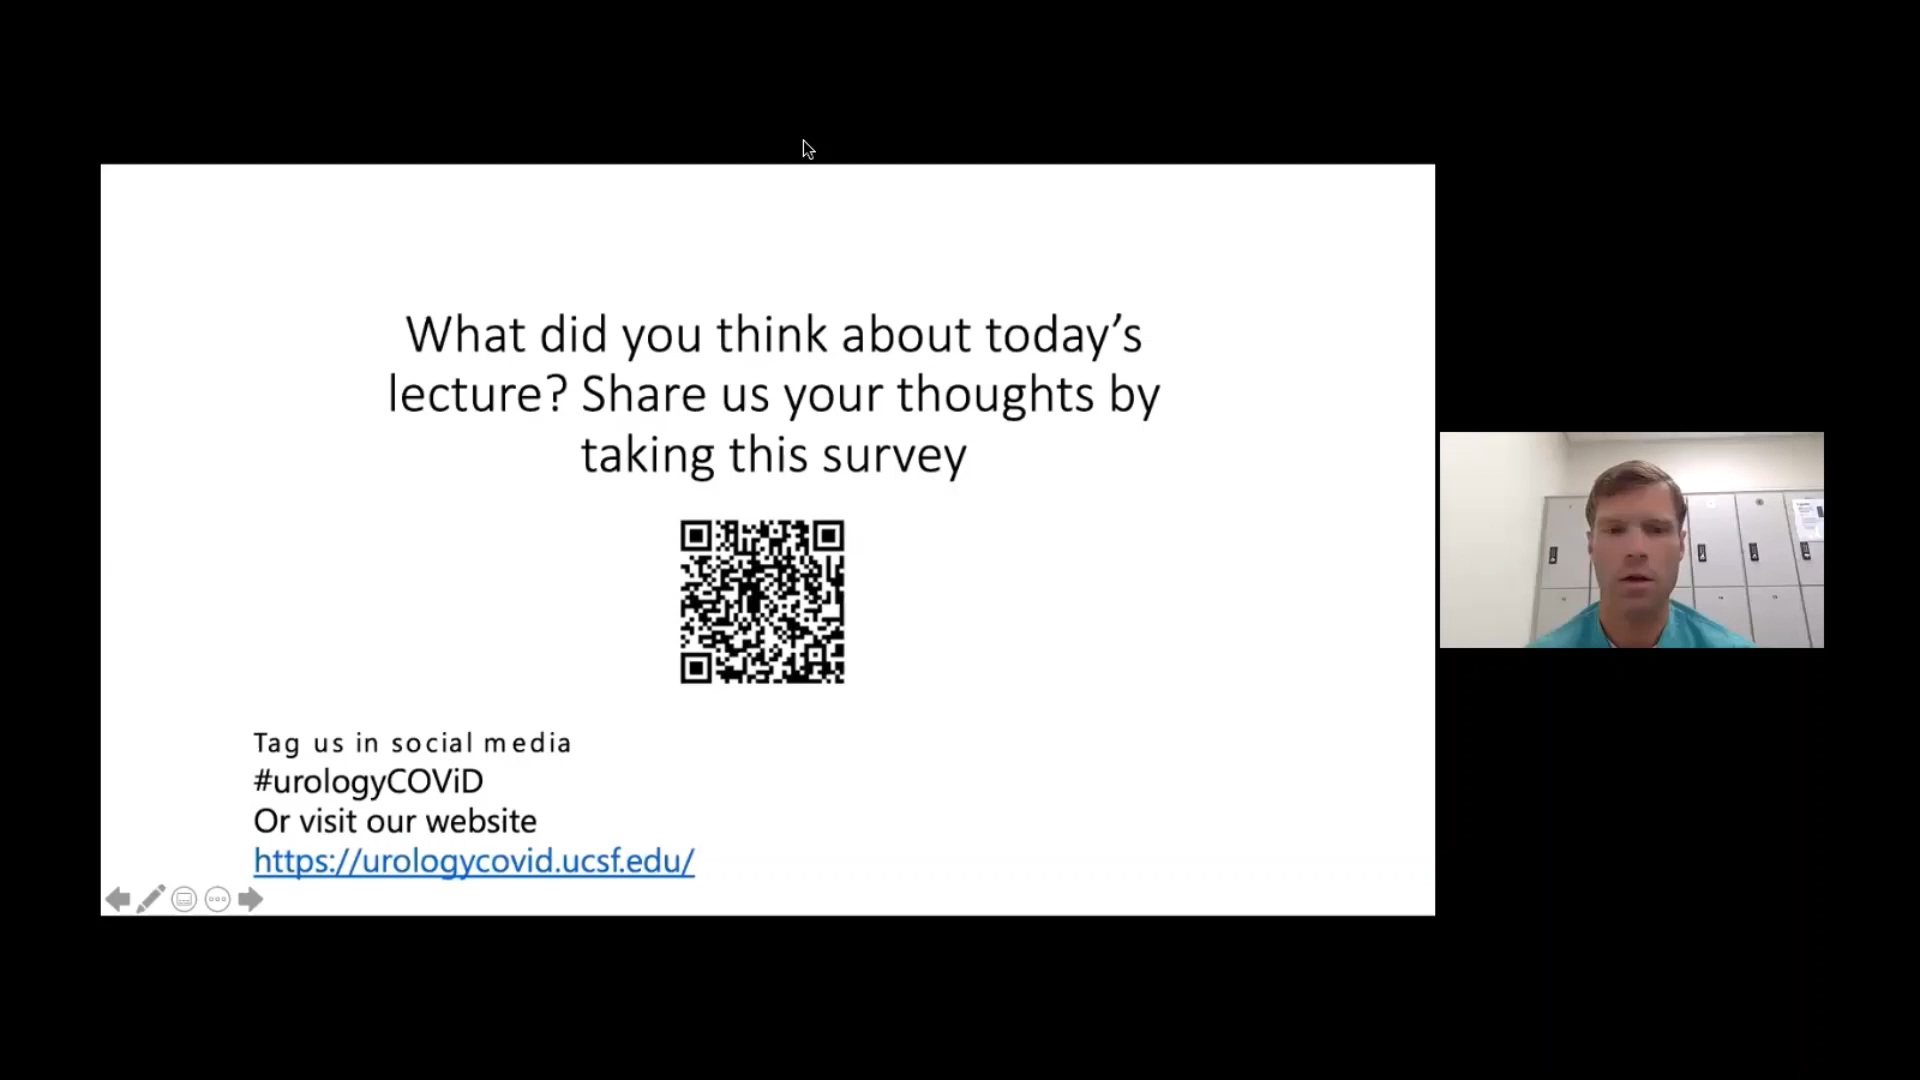 What did you think about today’s
lecture? Share us your thoughts by
taking this survey
Tag us in social media
#urologyCOViD
Or visit our website
https://urologycovid.ucsf.edu/